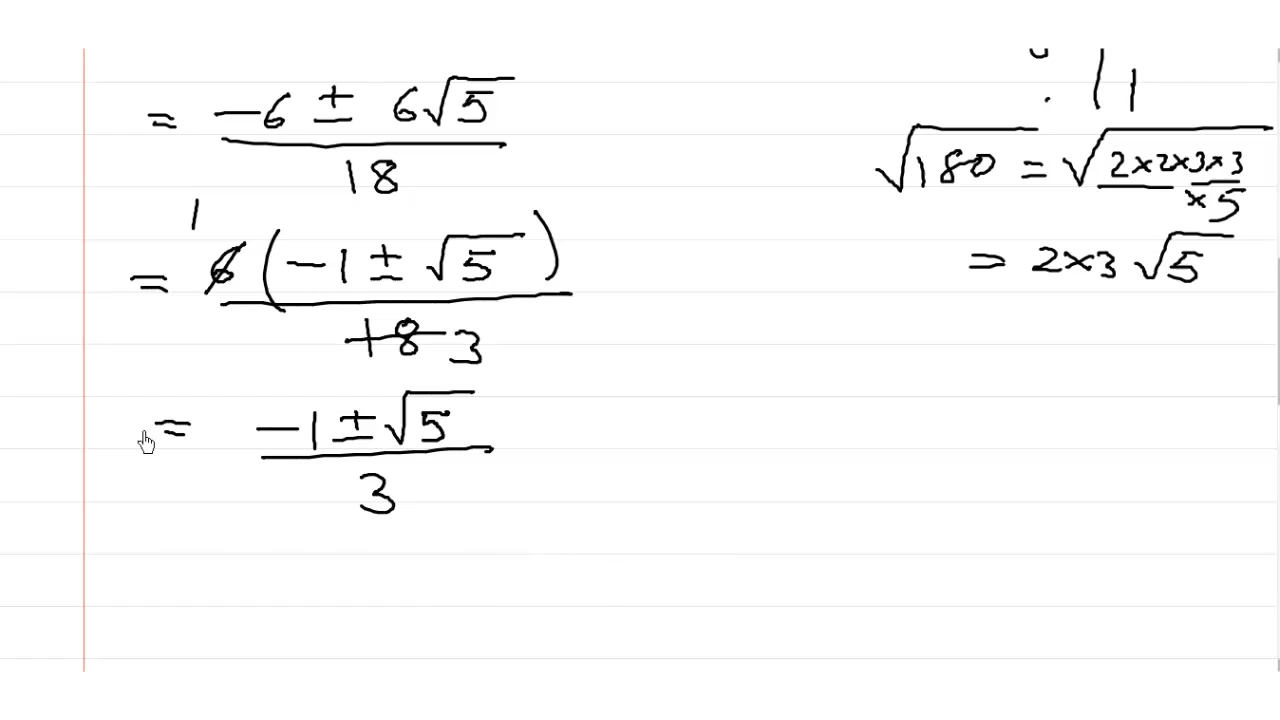 = (-6 ± 6√5) / 18
1
= 6(-1 ± √5) / 18 3
= (-1 ± √5) / 3
√180 = √(2×2×3×3×5)
= 2×3√5